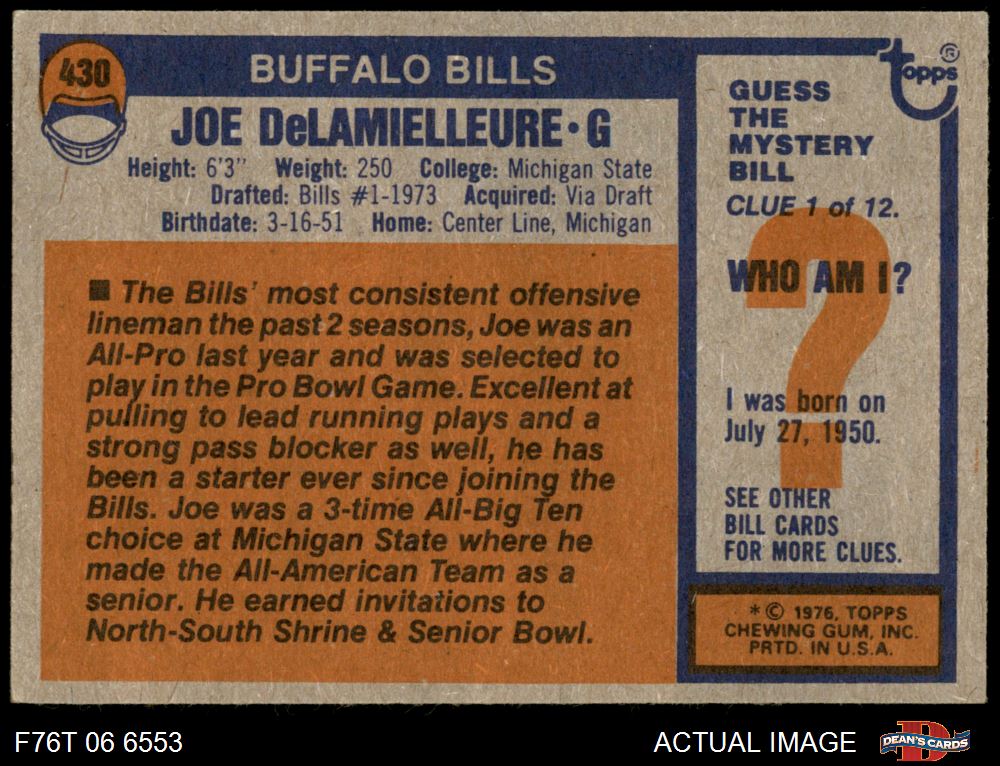 430
BUFFALO BILLS
JOE DeLAMIELLEURE • G
Height: 6'3" Weight: 250 College: Michigan State
Drafted: Bills #1-1973 Acquired: Via Draft
Birthdate: 3-16-51 Home: Center Line, Michigan
■ The Bills' most consistent offensive
lineman the past 2 seasons, Joe was an
All-Pro last year and was selected to
play in the Pro Bowl Game. Excellent at
pulling to lead running plays and a
strong pass blocker as well, he has
been a starter ever since joining the
Bills. Joe was a 3-time All-Big Ten
choice at Michigan State where he
made the All-American Team as a
senior. He earned invitations to
North-South Shrine & Senior Bowl.
topps ®
GUESS
THE
MYSTERY
BILL
CLUE 1 of 12.
?
WHO AM I?
I was born on
July 27, 1950.
SEE OTHER
BILL CARDS
FOR MORE CLUES.
* © 1976, TOPPS
CHEWING GUM, INC.
PRTD. IN U.S.A.
F76T 06 6553
ACTUAL IMAGE
D
DEAN'S CARDS